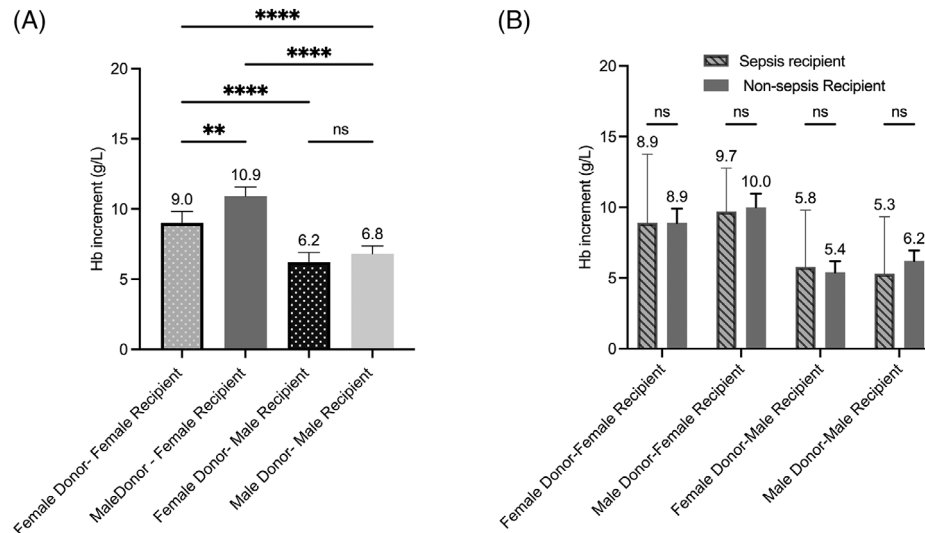 (A)
****
****
****
**
ns
Hb increment (g/L)
20
15
10
5
0
9.0
10.9
6.2
6.8
Female Donor- Female Recipient
MaleDonor - Female Recipient
Female Donor- Male Recipient
Male Donor- Male Recipient
(B)
Sepsis recipient
Non-sepsis Recipient
Hb increment (g/L)
20
15
10
5
0
ns
ns
ns
ns
8.9
8.9
9.7
10.0
5.8
5.4
5.3
6.2
Female Donor-Female Recipient
Male Donor-Female Recipient
Female Donor-Male Recipient
Male Donor-Male Recipient